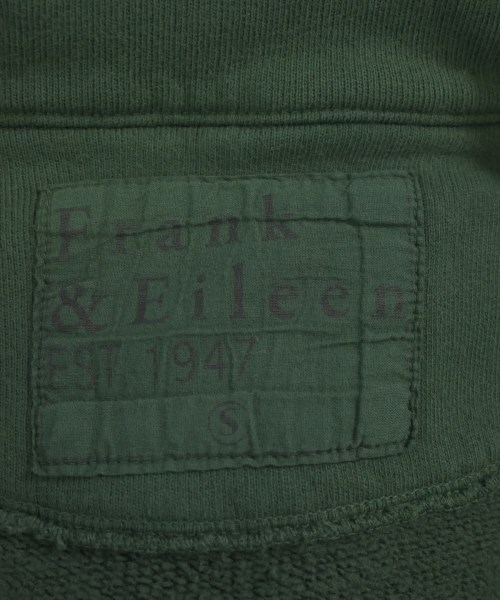 Frank
& Eileen
EST. 1947
S